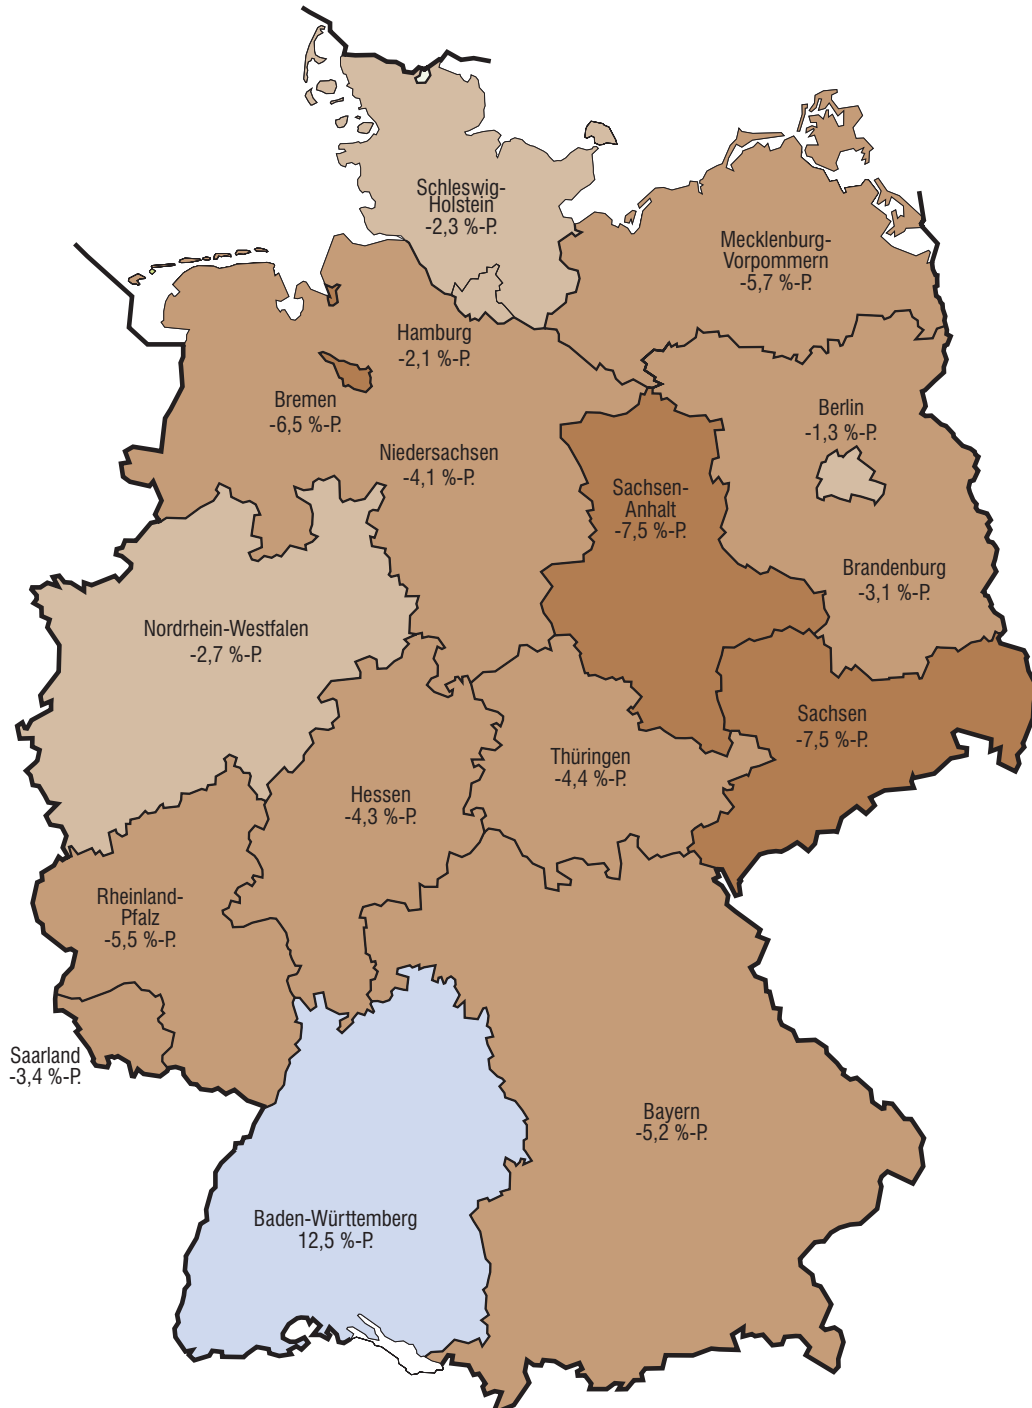 Schleswig-
Holstein
-2,3 %-P.
Mecklenburg-
Vorpommern
-5,7 %-P.
Hamburg
-2,1 %-P.
Bremen
-6,5 %-P.
Berlin
-1,3 %-P.
Niedersachsen
-4,1 %-P.
Sachsen-
Anhalt
-7,5 %-P.
Brandenburg
-3,1 %-P.
Nordrhein-Westfalen
-2,7 %-P.
Sachsen
-7,5 %-P.
Thüringen
-4,4 %-P.
Hessen
-4,3 %-P.
Rheinland-
Pfalz
-5,5 %-P.
Saarland
-3,4 %-P.
Bayern
-5,2 %-P.
Baden-Württemberg
12,5 %-P.